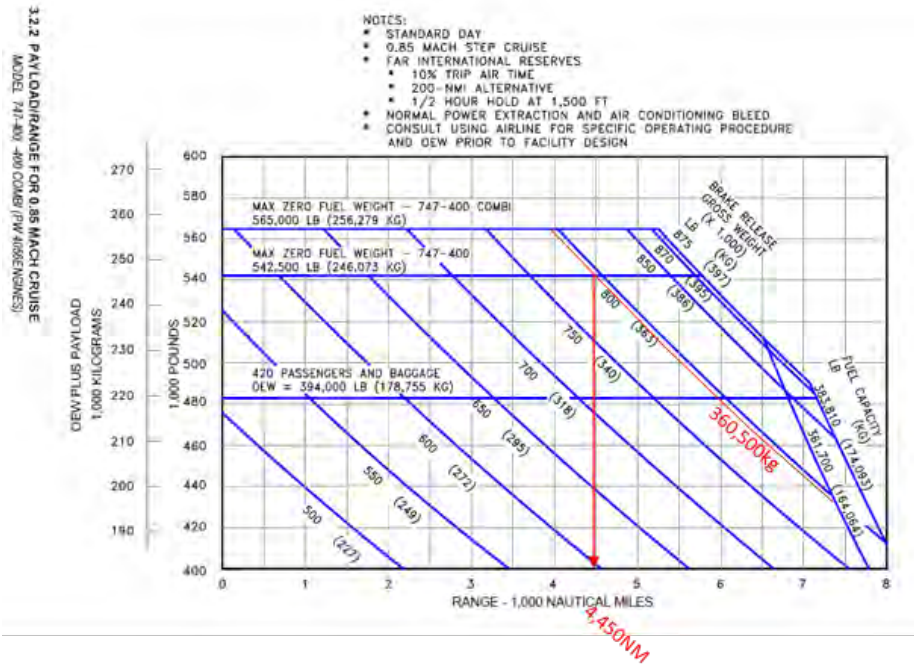 3.2.2 PAYLOAD/RANGE FOR 0.85 MACH CRUISE
MODEL 747-400, -400 COMBI (PW 4056E ENGINES)
NOTES:
* STANDARD DAY
* 0.85 MACH STEP CRUISE
* FAR INTERNATIONAL RESERVES
* 10% TRIP AIR TIME
* 200-NMI ALTERNATIVE
* 1/2 HOUR HOLD AT 1,500 FT
* NORMAL POWER EXTRACTION AND AIR CONDITIONING BLEED
* CONSULT USING AIRLINE FOR SPECIFIC OPERATING PROCEDURE
AND OEW PRIOR TO FACILITY DESIGN
OEW PLUS PAYLOAD
1,000 KILOGRAMS
270
260
250
240
230
220
210
200
190
1,000 POUNDS
600
580
560
540
520
500
480
460
440
420
400
MAX ZERO FUEL WEIGHT - 747-400 COMBI
565,000 LB (256,279 KG)
MAX ZERO FUEL WEIGHT - 747-400
542,500 LB (246,073 KG)
420 PASSENGERS AND BAGGAGE
OEW = 394,000 LB (178,755 KG)
BRAKE RELEASE
GROSS WEIGHT
(X 1,000)
LB (KG)
875 (397)
870 (395)
850 (386)
800 (363)
750 (340)
700 (318)
650 (295)
600 (272)
550 (249)
500 (227)
FUEL CAPACITY
LB (KG)
383,810 (174,093)
361,700 (164,064)
360,500kg
0 1 2 3 4 5 6 7 8
RANGE - 1,000 NAUTICAL MILES
4,450NM